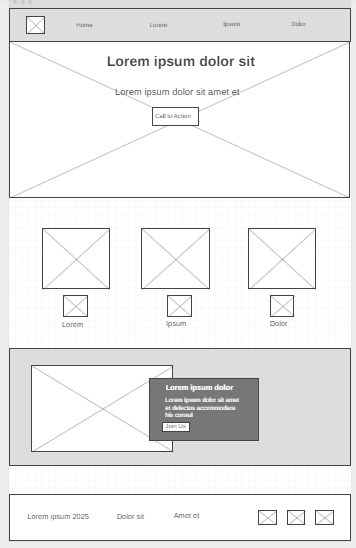 Home Lorem Ipsum Dolor
Lorem ipsum dolor sit
Lorem ipsum dolor sit amet et
Call to Action
Lorem Ipsum Dolor
Lorem ipsum dolor
Lorem ipsum dolor sit amet
et delectus accommodare
his consul
Join Us
Lorem ipsum 2025 Dolor sit Amet et